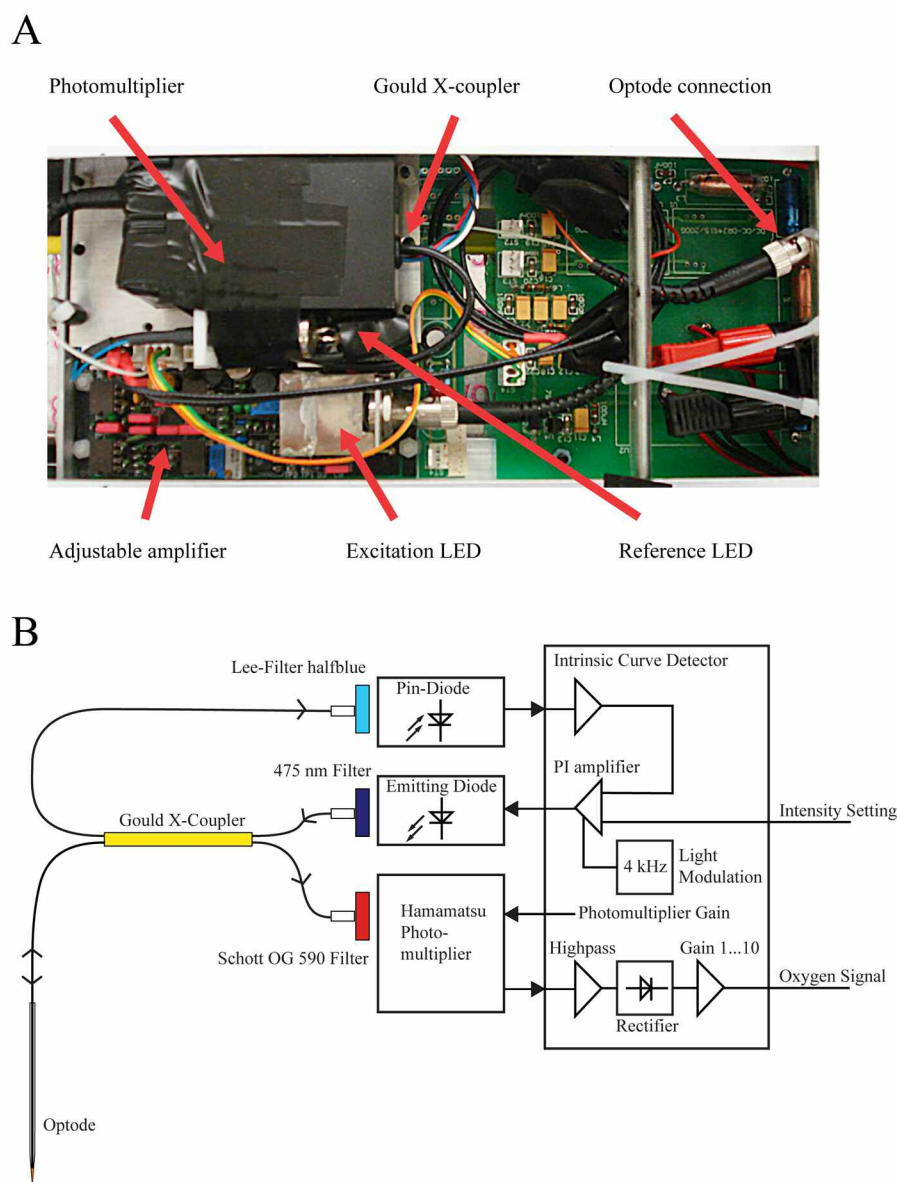 A
Photomultiplier
Gould X-coupler
Optode connection
Adjustable amplifier
Excitation LED
Reference LED
B
Lee-Filter halfblue
Pin-Diode
Intrinsic Curve Detector
475 nm Filter
Emitting Diode
PI amplifier
Gould X-Coupler
Intensity Setting
4 kHz
Light
Modulation
Hamamatsu
Photo-
multiplier
Photomultiplier Gain
Schott OG 590 Filter
Highpass
Gain 1...10
Oxygen Signal
Rectifier
Optode